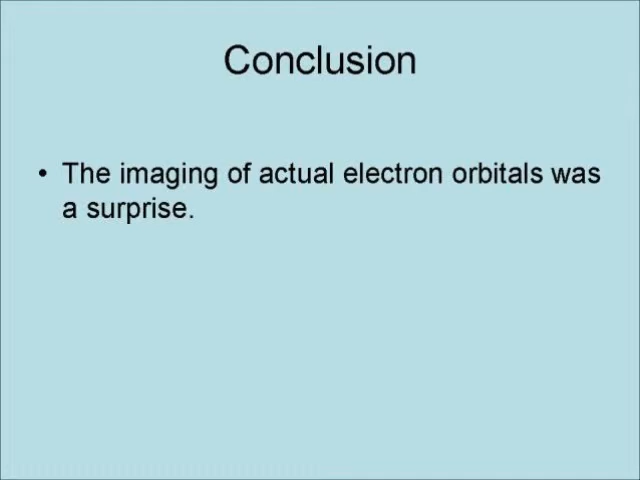 Conclusion
• The imaging of actual electron orbitals was
a surprise.